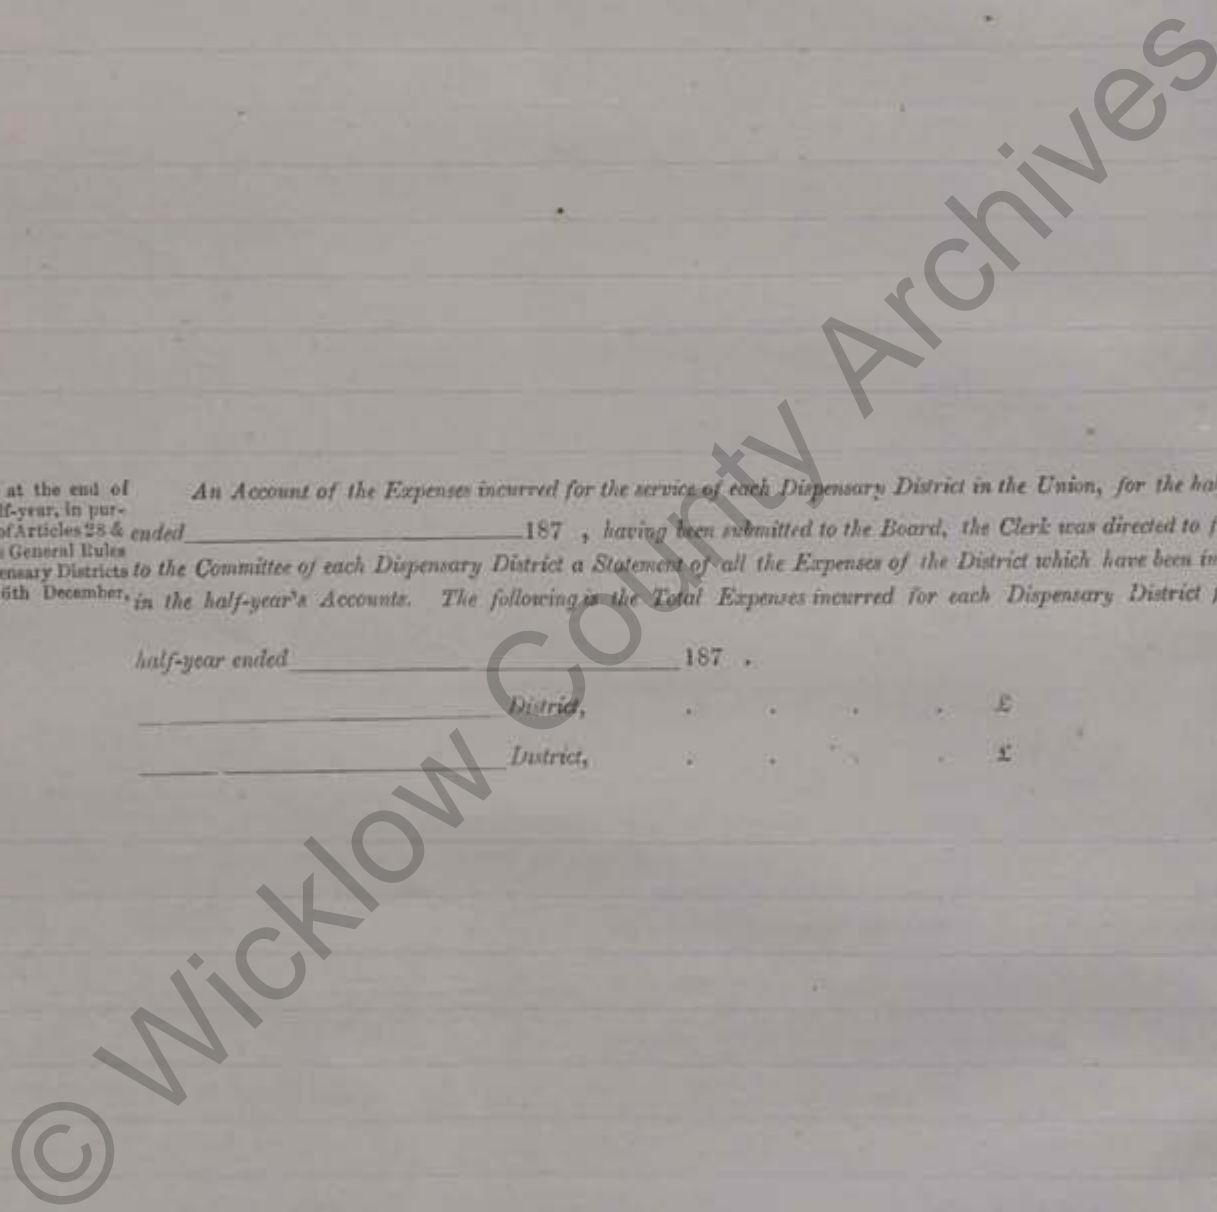 at the end of
lf-year, in pur-
of Articles 28 &
General Rules
ensary Districts
6th December,
An Account of the Expenses incurred for the service of each Dispensary District in the Union, for the hal
ended 187 , having been submitted to the Board, the Clerk was directed to f
to the Committee of each Dispensary District a Statement of all the Expenses of the District which have been in
in the half-year's Accounts. The following is the Total Expenses incurred for each Dispensary District f
half-year ended 187 .
District, . . . . £
District, . . . . £
© Wicklow County Archives